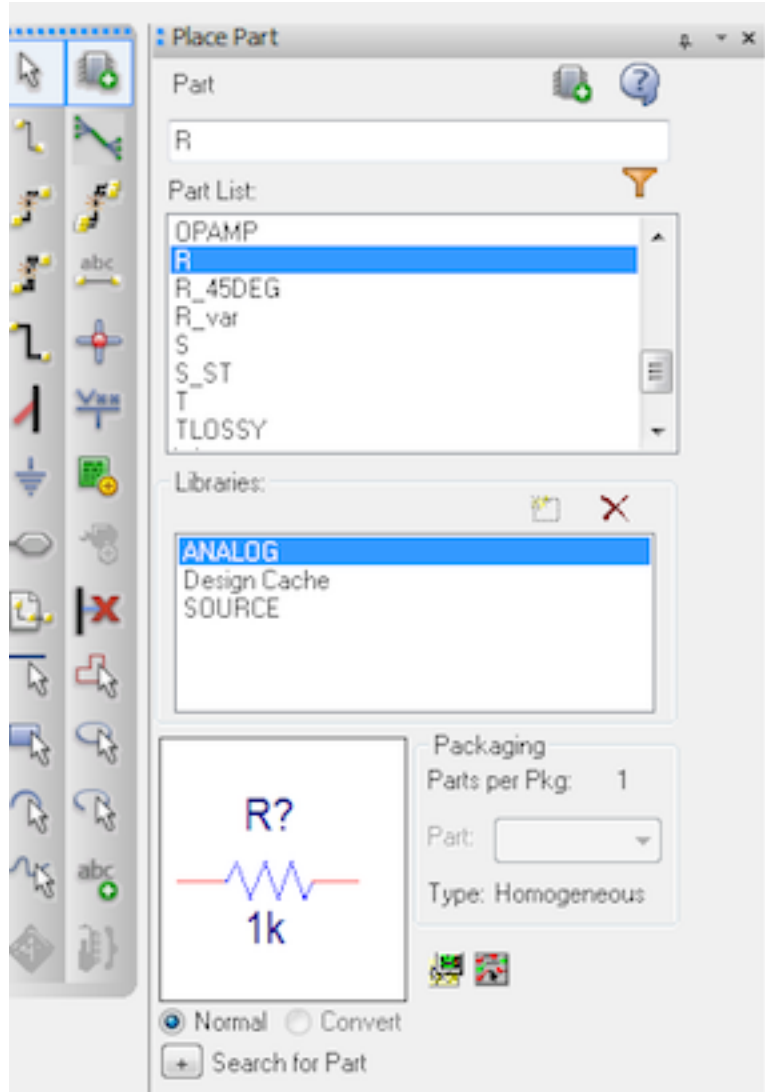 Place Part
Part
R
Part List:
OPAMP
R
R_45DEG
R_var
S
S_ST
T
TLOSSY
Libraries:
ANALOG
Design Cache
SOURCE
R?
1k
Packaging
Parts per Pkg: 1
Part:
Type: Homogeneous
Normal Convert
+ Search for Part
abc
abc